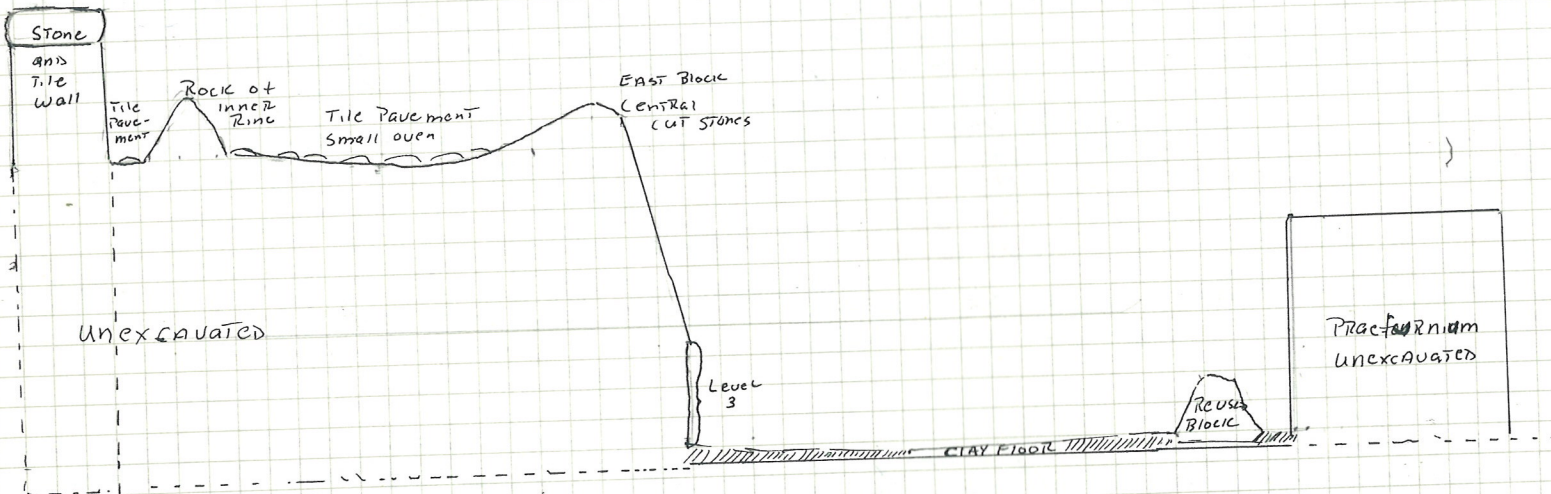 Stone
and
Tile
wall
Tile
Pave-
ment
Rock of
inner
Ring
Tile Pavement
Small oven
East Block
Central
cut stones
Unexcavated
Level
3
Clay Floor
Reused
Block
Praefurnium
unexcavated